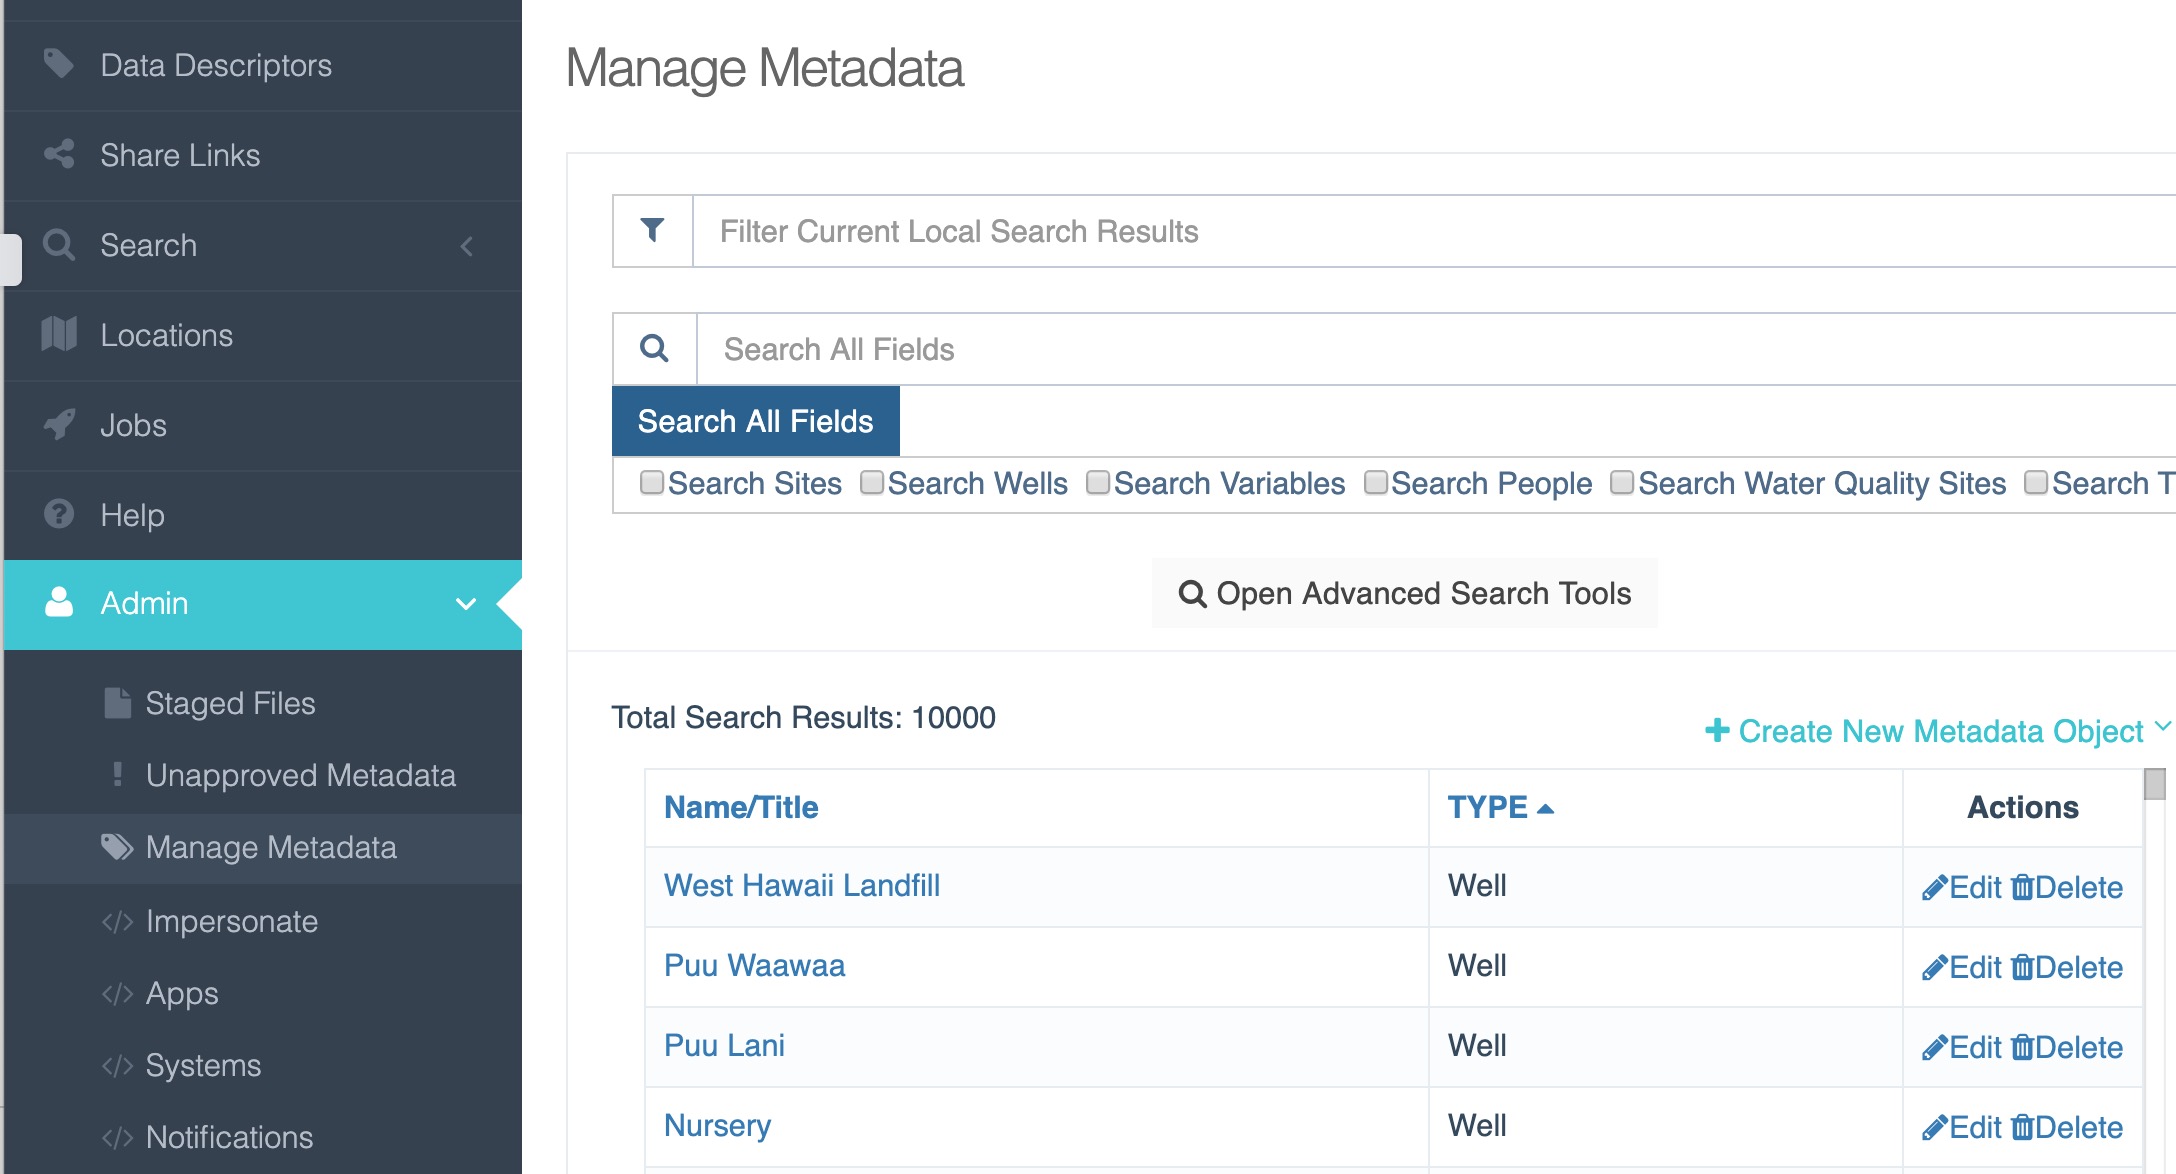 Data Descriptors
Share Links
Search
Locations
Jobs
Help
Admin
Staged Files
Unapproved Metadata
Manage Metadata
Impersonate
Apps
Systems
Notifications
Manage Metadata
Filter Current Local Search Results
Search All Fields
Search All Fields
Search Sites Search Wells Search Variables Search People Search Water Quality Sites Search T
Open Advanced Search Tools
Total Search Results: 10000
Create New Metadata Object
Name/Title TYPE Actions
West Hawaii Landfill Well Edit Delete
Puu Waawaa Well Edit Delete
Puu Lani Well Edit Delete
Nursery Well Edit Delete